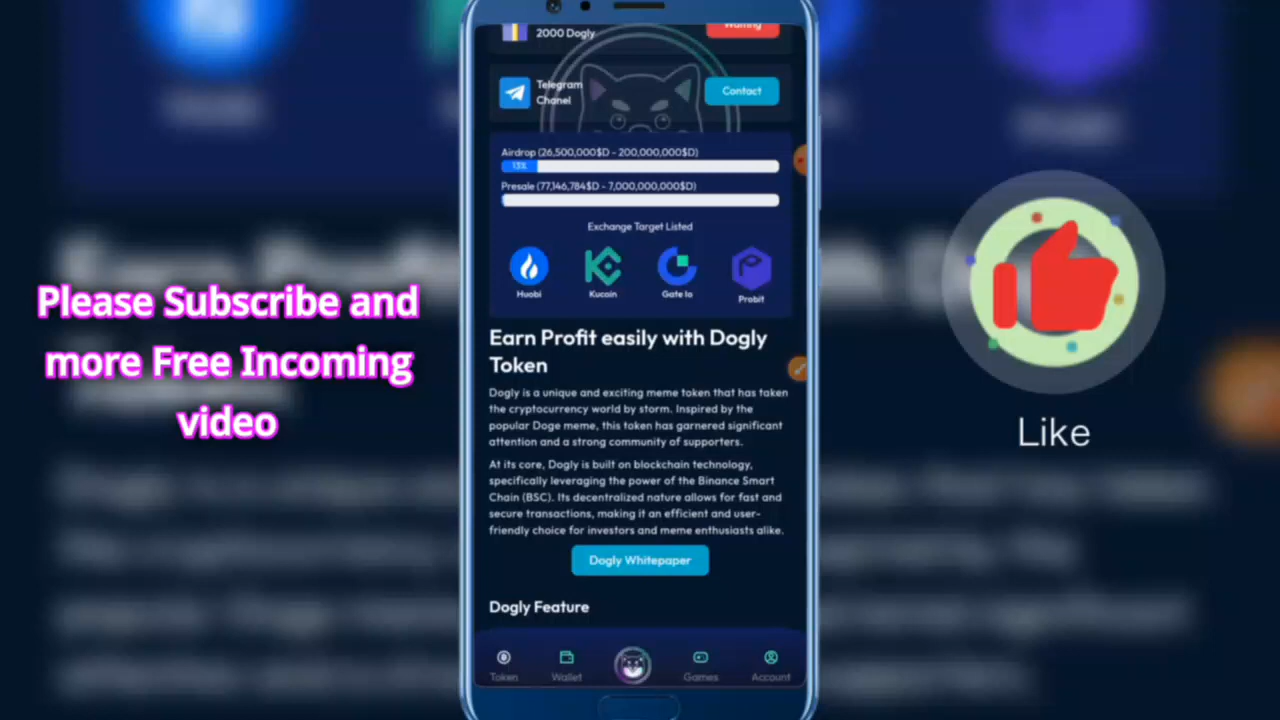 2000 Dogly
Waiting
Telegram
Chanel
Contact
Airdrop (26,500,000$D - 200,000,000$D)
13%
Presale (77,146,784$D - 7,000,000,000$D)
Exchange Target Listed
Huobi
Kucoin
Gate Io
Probit
Earn Profit easily with Dogly
Token
Dogly is a unique and exciting meme token that has taken
the cryptocurrency world by storm. Inspired by the
popular Doge meme, this token has garnered significant
attention and a strong community of supporters.
At its core, Dogly is built on blockchain technology,
specifically leveraging the power of the Binance Smart
Chain (BSC). Its decentralized nature allows for fast and
secure transactions, making it an efficient and user-
friendly choice for investors and meme enthusiasts alike.
Dogly Whitepaper
Dogly Feature
Token
Wallet
Games
Account
Please Subscribe and
more Free Incoming
video
Like